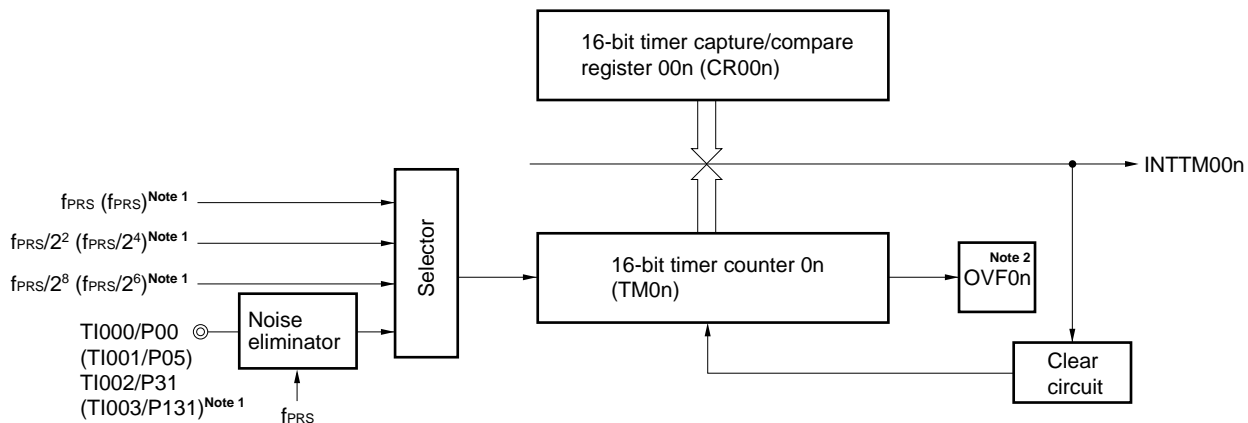 16-bit timer capture/compare
register 00n (CR00n)
INTTM00n
fPRS (fPRS)Note 1
fPRS/2² (fPRS/2⁴)Note 1
fPRS/2⁸ (fPRS/2⁶)Note 1
Selector
16-bit timer counter 0n
(TM0n)
Note 2
OVF0n
TI000/P00
(TI001/P05)
TI002/P31
(TI003/P131)Note 1
Noise
eliminator
fPRS
Clear
circuit